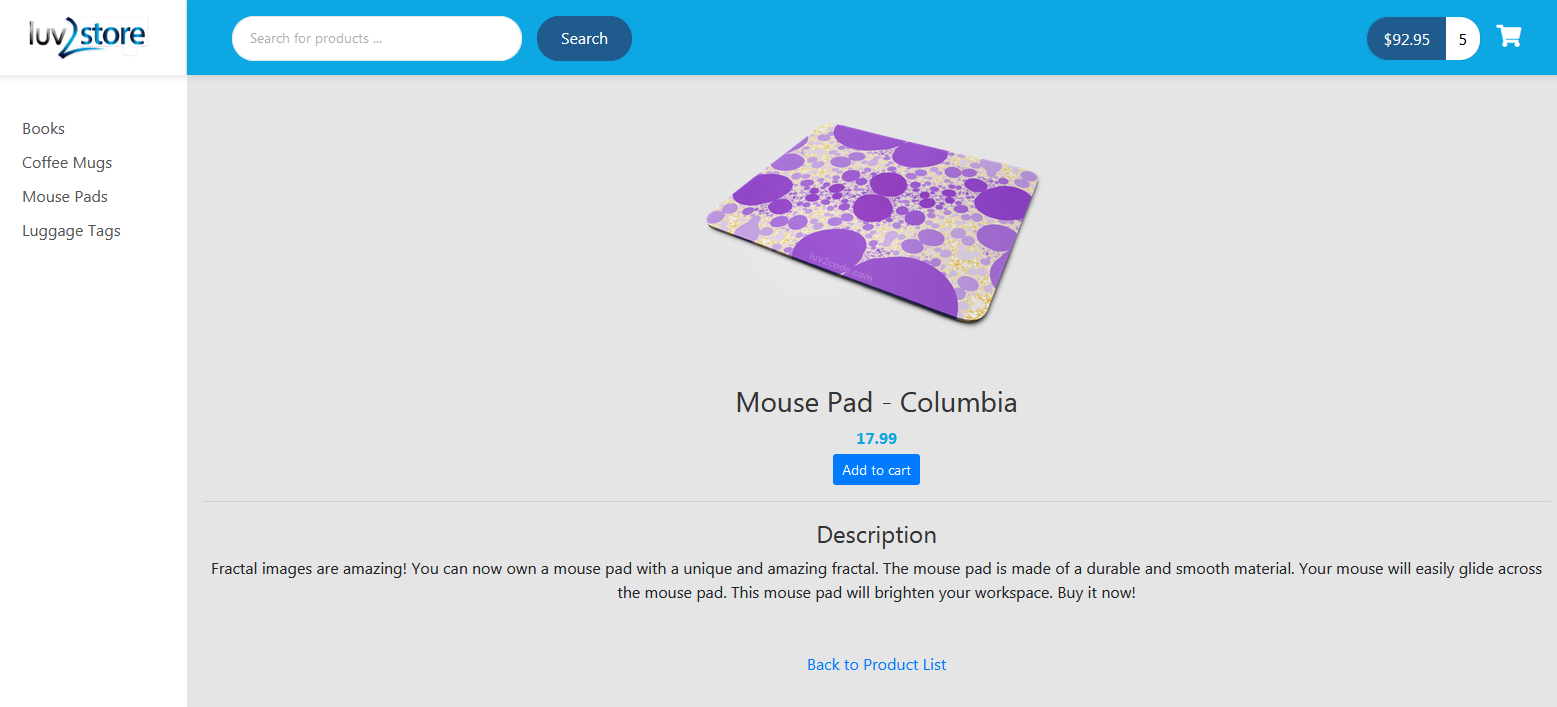 luv2store
Search for products ...
Search
$92.95
5
Books
Coffee Mugs
Mouse Pads
Luggage Tags
luv2code.com
Mouse Pad - Columbia
17.99
Add to cart
Description
Fractal images are amazing! You can now own a mouse pad with a unique and amazing fractal. The mouse pad is made of a durable and smooth material. Your mouse will easily glide across
the mouse pad. This mouse pad will brighten your workspace. Buy it now!
Back to Product List